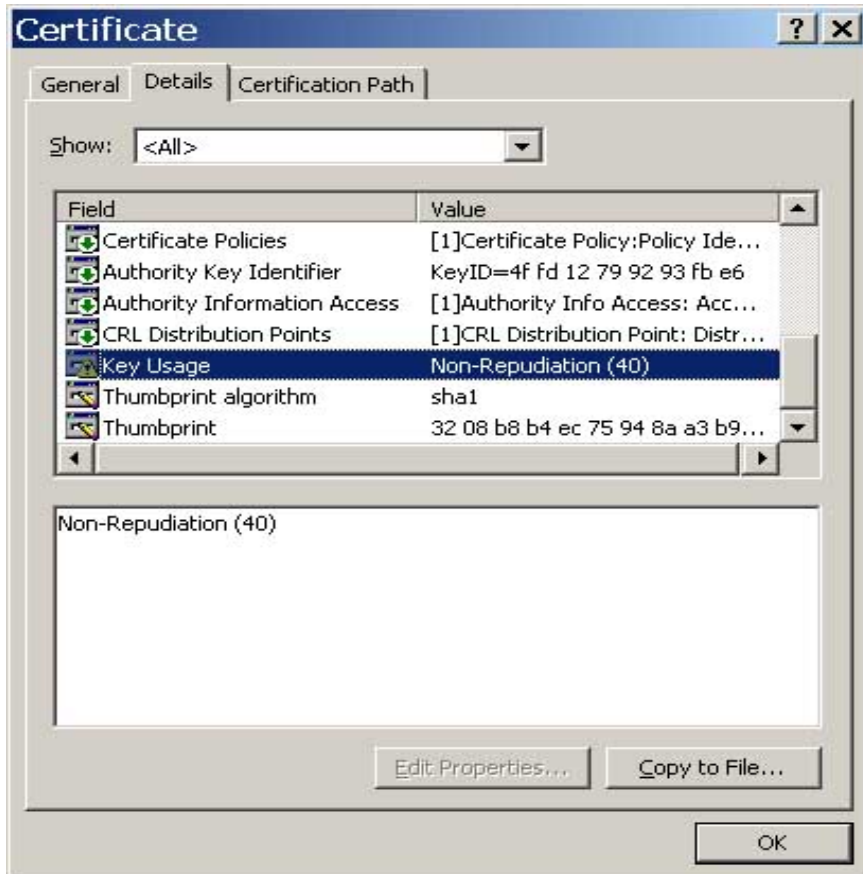 Certificate
General Details Certification Path
Show: <All>
Field Value
Certificate Policies [1]Certificate Policy:Policy Ide...
Authority Key Identifier KeyID=4f fd 12 79 92 93 fb e6
Authority Information Access [1]Authority Info Access: Acc...
CRL Distribution Points [1]CRL Distribution Point: Distr...
Key Usage Non-Repudiation (40)
Thumbprint algorithm sha1
Thumbprint 32 08 b8 b4 ec 75 94 8a a3 b9...
Non-Repudiation (40)
Edit Properties... Copy to File...
OK